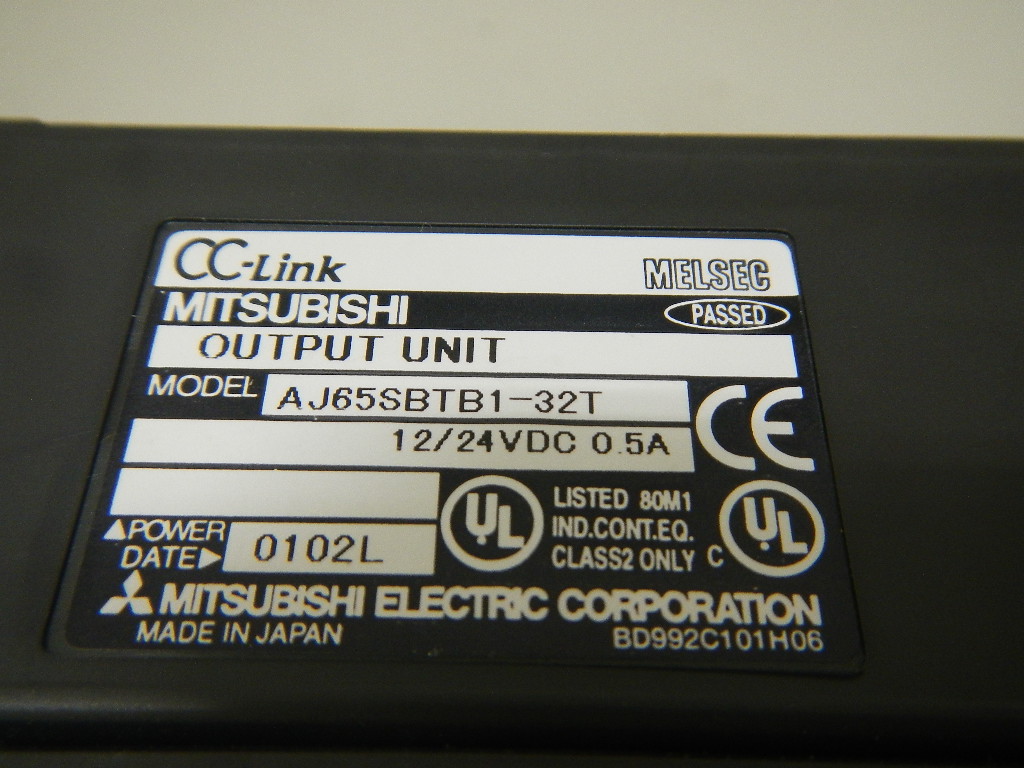 CC-Link MELSEC
MITSUBISHI PASSED
OUTPUT UNIT
MODEL AJ65SBTB1-32T
CE
12/24VDC 0.5A
UL LISTED 80M1
IND.CONT.EQ.
CLASS2 ONLY C UL
▲POWER
DATE▶ 0102L
MITSUBISHI ELECTRIC CORPORATION
MADE IN JAPAN BD992C101H06